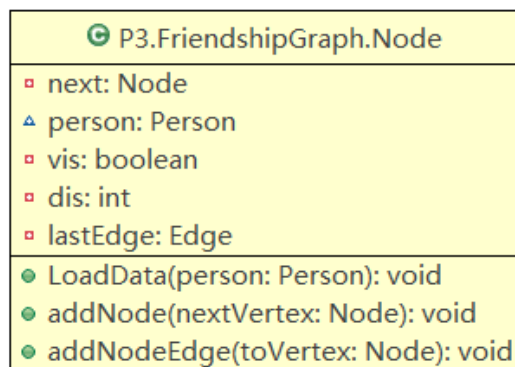 P3.FriendshipGraph.Node
next: Node
person: Person
vis: boolean
dis: int
lastEdge: Edge
LoadData(person: Person): void
addNode(nextVertex: Node): void
addNodeEdge(toVertex: Node): void